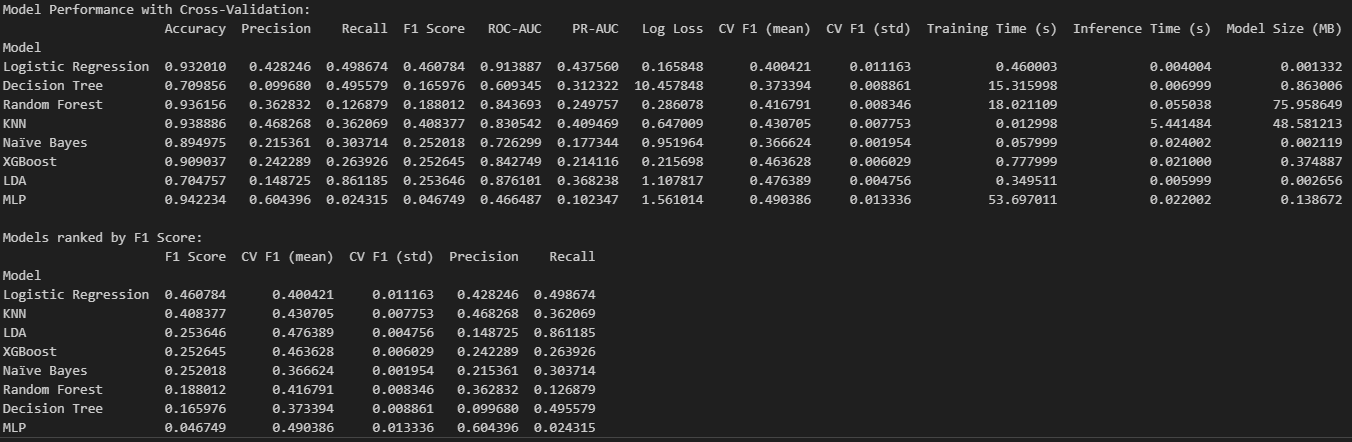 Model Performance with Cross-Validation:
Accuracy Precision Recall F1 Score ROC-AUC PR-AUC Log Loss CV F1 (mean) CV F1 (std) Training Time (s) Inference Time (s) Model Size (MB)
Model
Logistic Regression 0.932010 0.428246 0.498674 0.460784 0.913887 0.437560 0.165848 0.400421 0.011163 0.460003 0.004004 0.001332
Decision Tree 0.709856 0.099680 0.495579 0.165976 0.609345 0.312322 10.457848 0.373394 0.008861 15.315998 0.006999 0.863006
Random Forest 0.936156 0.362832 0.126879 0.188012 0.843693 0.249757 0.286078 0.416791 0.008346 18.021109 0.055038 75.958649
KNN 0.938886 0.468268 0.362069 0.408377 0.830542 0.409469 0.647009 0.430705 0.007753 0.012998 5.441484 48.581213
Naïve Bayes 0.894975 0.215361 0.303714 0.252018 0.726299 0.177344 0.951964 0.366624 0.001954 0.057999 0.024002 0.002119
XGBoost 0.909037 0.242289 0.263926 0.252645 0.842749 0.214116 0.215698 0.463628 0.006029 0.777999 0.021000 0.374887
LDA 0.704757 0.148725 0.861185 0.253646 0.876101 0.368238 1.107817 0.476389 0.004756 0.349511 0.005999 0.002656
MLP 0.942234 0.604396 0.024315 0.046749 0.466487 0.102347 1.561014 0.490386 0.013336 53.697011 0.022002 0.138672
Models ranked by F1 Score:
F1 Score CV F1 (mean) CV F1 (std) Precision Recall
Model
Logistic Regression 0.460784 0.400421 0.011163 0.428246 0.498674
KNN 0.408377 0.430705 0.007753 0.468268 0.362069
LDA 0.253646 0.476389 0.004756 0.148725 0.861185
XGBoost 0.252645 0.463628 0.006029 0.242289 0.263926
Naïve Bayes 0.252018 0.366624 0.001954 0.215361 0.303714
Random Forest 0.188012 0.416791 0.008346 0.362832 0.126879
Decision Tree 0.165976 0.373394 0.008861 0.099680 0.495579
MLP 0.046749 0.490386 0.013336 0.604396 0.024315